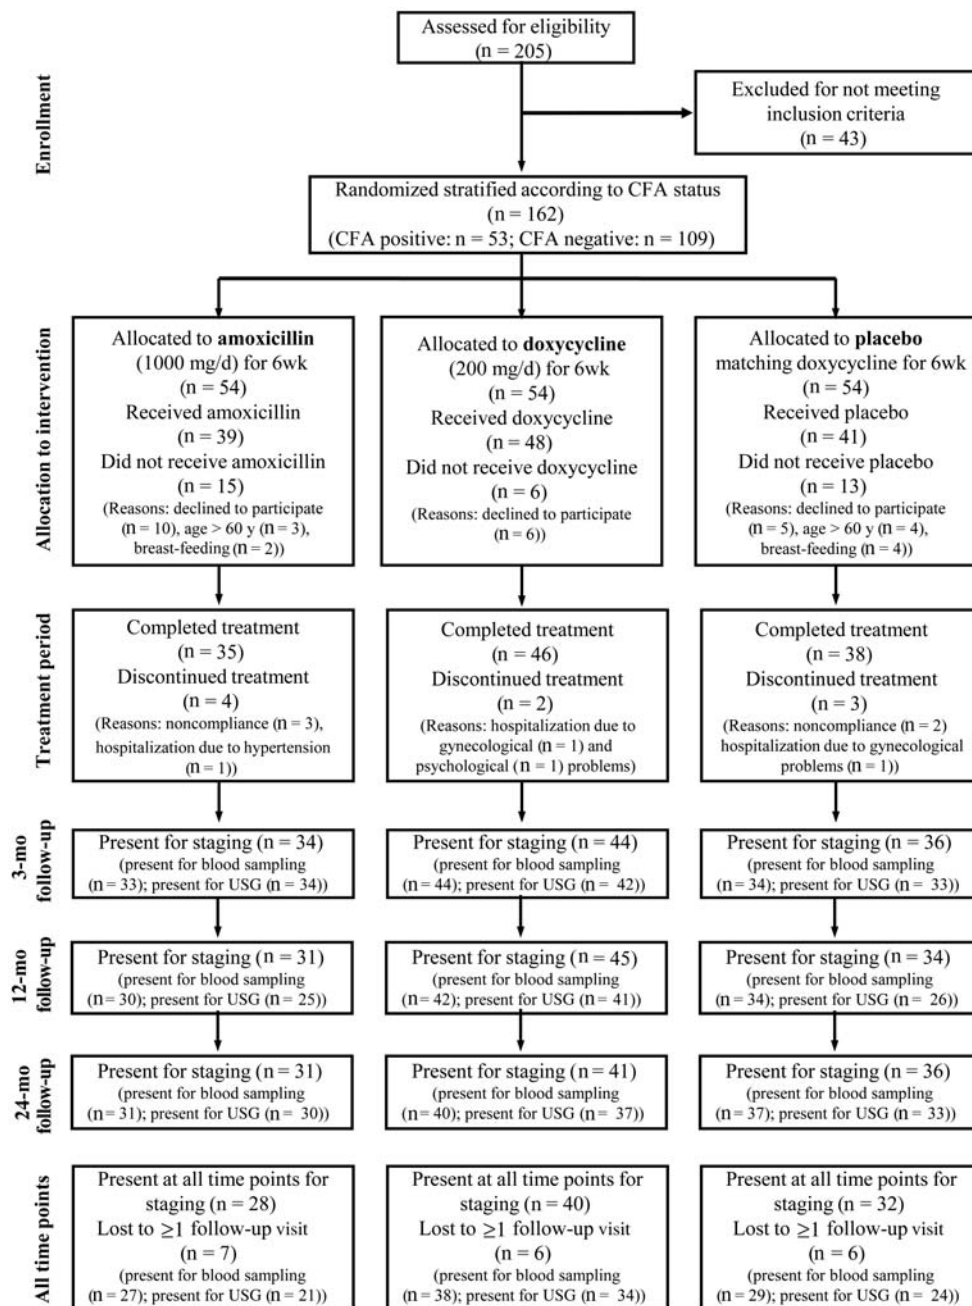 Assessed for eligibility
(n = 205)
Excluded for not meeting
inclusion criteria
(n = 43)
Enrollment
Randomized stratified according to CFA status
(n = 162)
(CFA positive: n = 53; CFA negative: n = 109)
Allocation to intervention
Allocated to amoxicillin
(1000 mg/d) for 6wk
(n = 54)
Received amoxicillin
(n = 39)
Did not receive amoxicillin
(n = 15)
(Reasons: declined to participate
(n = 10), age > 60 y (n = 3),
breast-feeding (n = 2))
Allocated to doxycycline
(200 mg/d) for 6wk
(n = 54)
Received doxycycline
(n = 48)
Did not receive doxycycline
(n = 6)
(Reasons: declined to participate
(n = 6))
Allocated to placebo
matching doxycycline for 6wk
(n = 54)
Received placebo
(n = 41)
Did not receive placebo
(n = 13)
(Reasons: declined to participate
(n = 5), age > 60 y (n = 4),
breast-feeding (n = 4))
Treatment period
Completed treatment
(n = 35)
Discontinued treatment
(n = 4)
(Reasons: noncompliance (n = 3),
hospitalization due to hypertension
(n = 1))
Completed treatment
(n = 46)
Discontinued treatment
(n = 2)
(Reasons: hospitalization due to
gynecological (n = 1) and
psychological (n = 1) problems)
Completed treatment
(n = 38)
Discontinued treatment
(n = 3)
(Reasons: noncompliance (n = 2)
hospitalization due to gynecological
problems (n = 1))
3-mo
follow-up
Present for staging (n = 34)
(present for blood sampling
(n = 33); present for USG (n = 34))
Present for staging (n = 44)
(present for blood sampling
(n = 44); present for USG (n = 42))
Present for staging (n = 36)
(present for blood sampling
(n = 34); present for USG (n = 33))
12-mo
follow-up
Present for staging (n = 31)
(present for blood sampling
(n = 30); present for USG (n = 25))
Present for staging (n = 45)
(present for blood sampling
(n = 42); present for USG (n = 41))
Present for staging (n = 34)
(present for blood sampling
(n = 34); present for USG (n = 26))
24-mo
follow-up
Present for staging (n = 31)
(present for blood sampling
(n = 31); present for USG (n = 30))
Present for staging (n = 41)
(present for blood sampling
(n = 40); present for USG (n = 37))
Present for staging (n = 36)
(present for blood sampling
(n = 37); present for USG (n = 33))
All time points
Present at all time points for
staging (n = 28)
Lost to ≥1 follow-up visit
(n = 7)
(present for blood sampling
(n = 27); present for USG (n = 21))
Present at all time points for
staging (n = 40)
Lost to ≥1 follow-up visit
(n = 6)
(present for blood sampling
(n = 38); present for USG (n = 34))
Present at all time points for
staging (n = 32)
Lost to ≥1 follow-up visit
(n = 6)
(present for blood sampling
(n = 29); present for USG (n = 24))